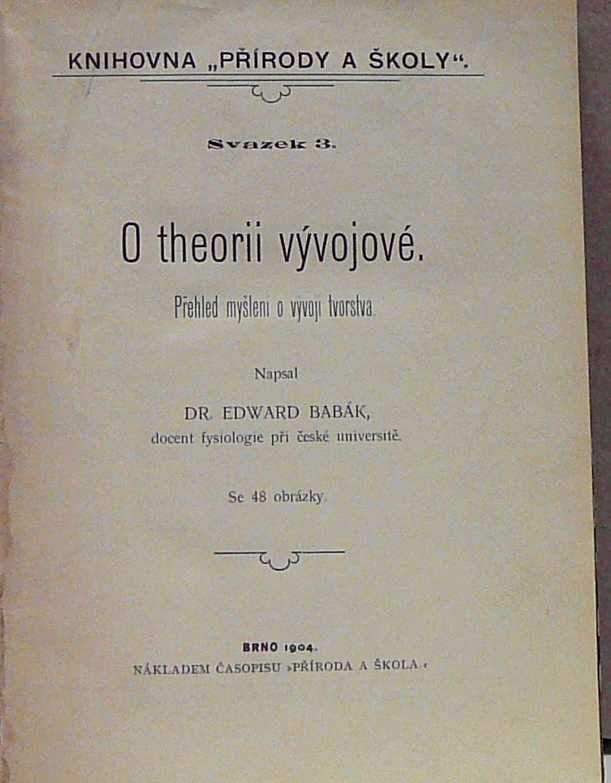 KNIHOVNA „PŘÍRODY A ŠKOLY“.
Svazek 3.
O theorii vývojové.
Přehled myšlení o vývoji tvorstva.
Napsal
DR. EDWARD BABÁK,
docent fysiologie při české universitě.
Se 48 obrázky.
BRNO 1904.
NÁKLADEM ČASOPISU »PŘÍRODA A ŠKOLA.«